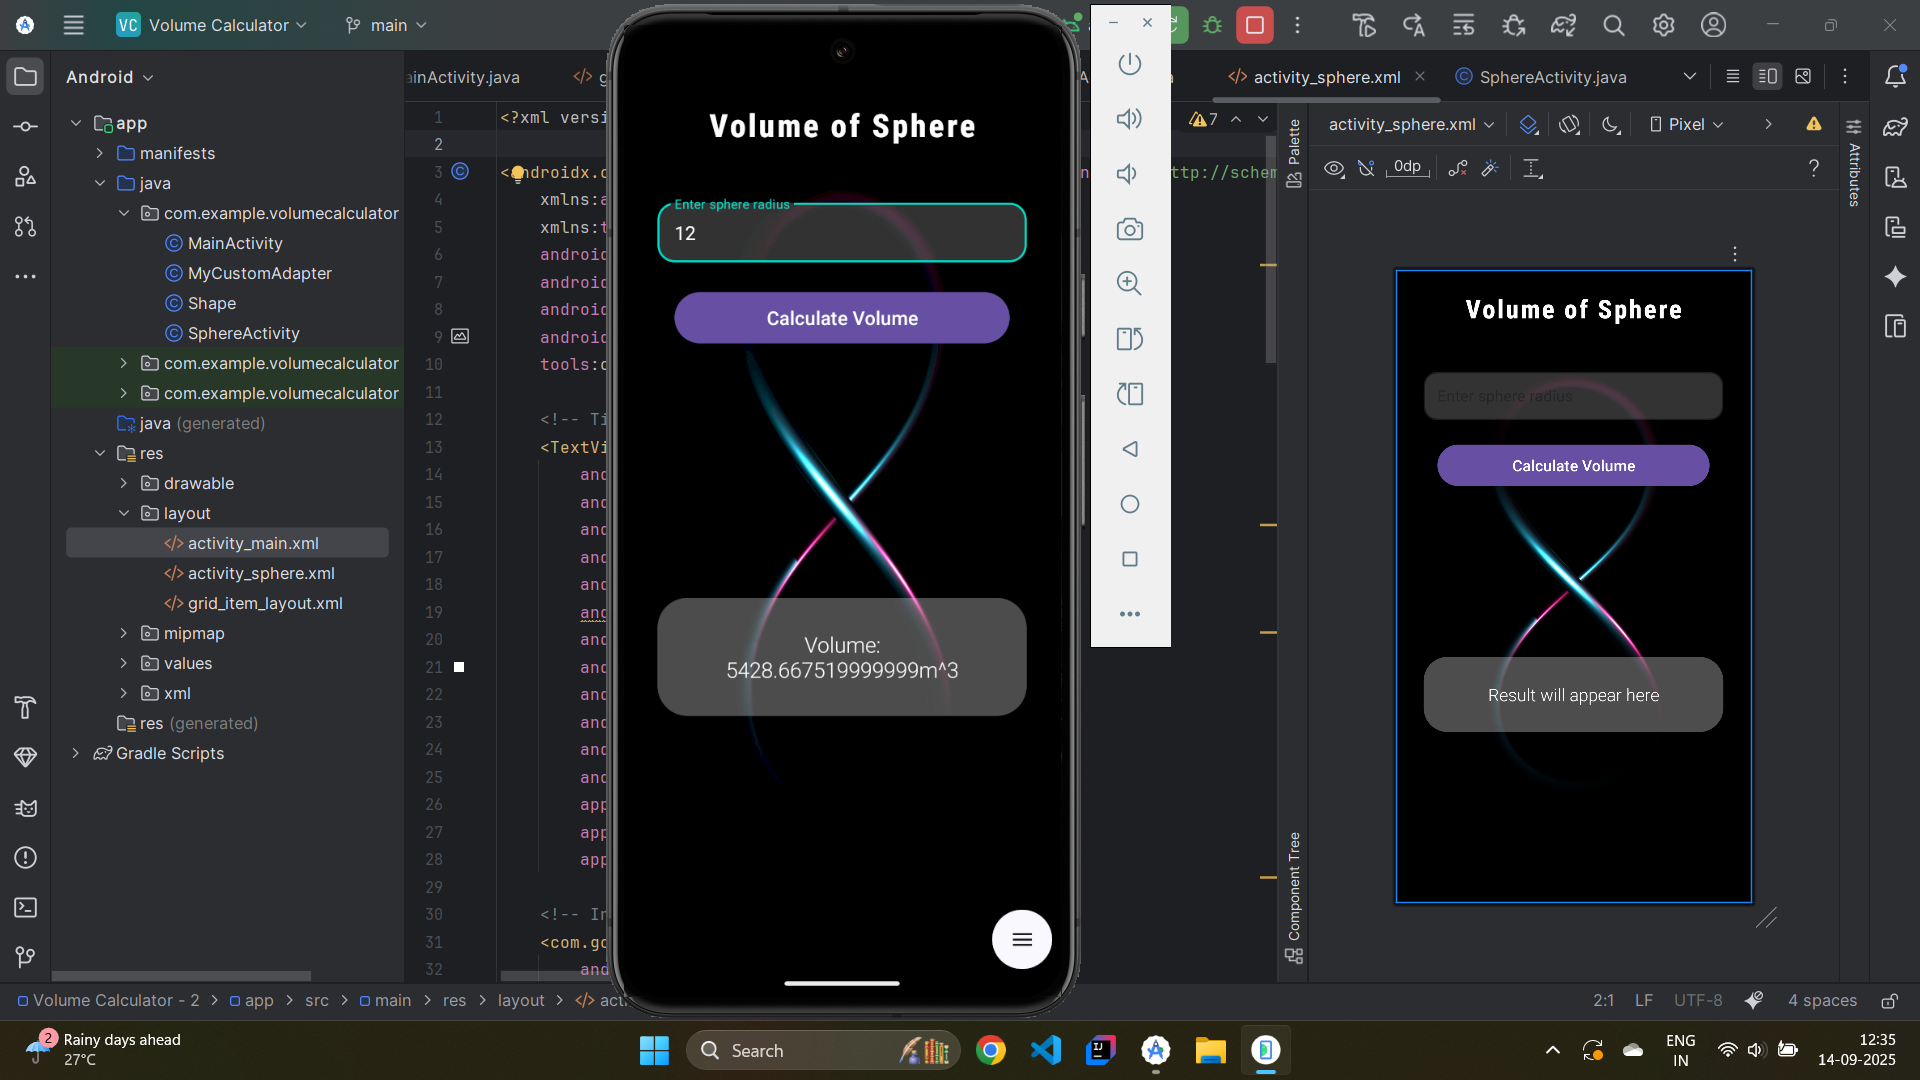 VC Volume Calculator
main
Android
app
manifests
java
com.example.volumecalculator
MainActivity
MyCustomAdapter
Shape
SphereActivity
com.example.volumecalculator
com.example.volumecalculator
java (generated)
res
drawable
layout
activity_main.xml
activity_sphere.xml
grid_item_layout.xml
mipmap
values
xml
res (generated)
Gradle Scripts
ainActivity.java
activity_sphere.xml
SphereActivity.java
1 <?xml versi
2
3 <androidx.c
ttp://schem
4 xmlns:a
5 xmlns:t
6 android
7 android
8 android
9 android
10 tools:c
11
12 <!-- Ti
13 <TextVi
14 and
15 and
16 and
17 and
18 and
19 and
20 and
21 and
22 and
23 and
24 and
25 and
26 app
27 app
28 app
29
30 <!-- In
31 <com.go
32 and
7
Volume of Sphere
Enter sphere radius
12
Calculate Volume
Volume:
5428.667519999999m^3
Palette
Component Tree
activity_sphere.xml
Pixel
0dp
Attributes
Volume of Sphere
Enter sphere radius
Calculate Volume
Result will appear here
Volume Calculator - 2 > app > src > main > res > layout > </> acti
2:1 LF UTF-8 4 spaces
2
Rainy days ahead
27°C
Search
ENG
IN
12:35
14-09-2025